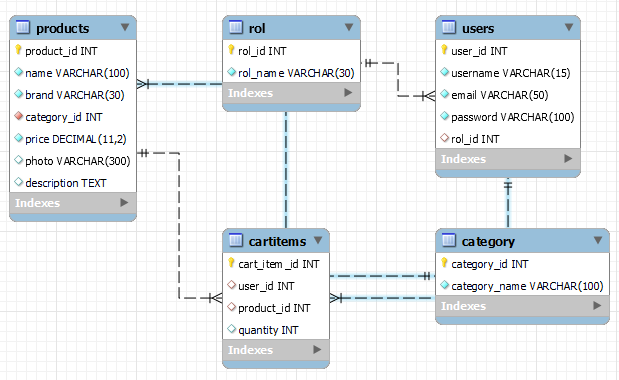 products
product_id INT
name VARCHAR(100)
brand VARCHAR(30)
category_id INT
price DECIMAL(11,2)
photo VARCHAR(300)
description TEXT
Indexes
rol
rol_id INT
rol_name VARCHAR(30)
Indexes
users
user_id INT
username VARCHAR(15)
email VARCHAR(50)
password VARCHAR(100)
rol_id INT
Indexes
cartitems
cart_item_id INT
user_id INT
product_id INT
quantity INT
Indexes
category
category_id INT
category_name VARCHAR(100)
Indexes